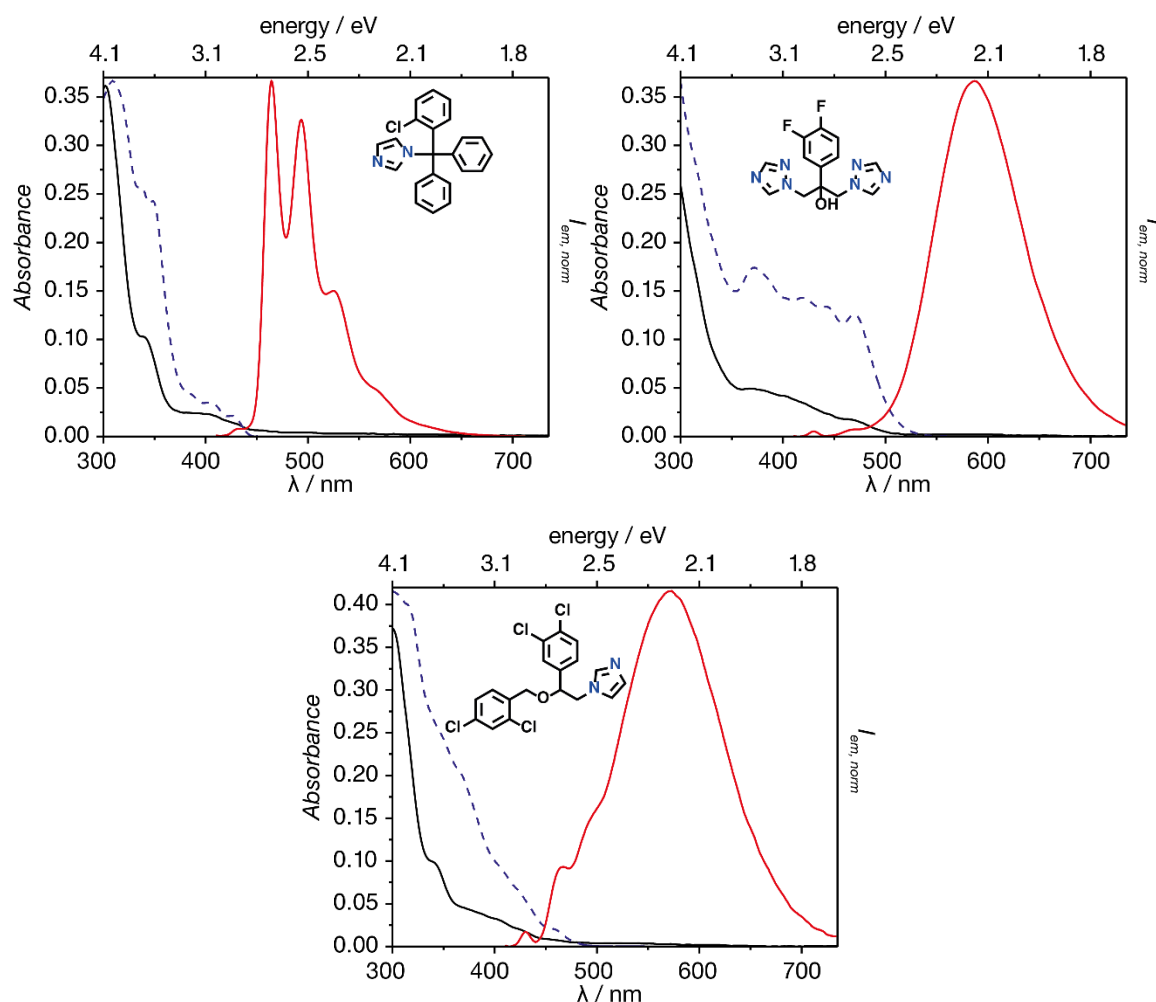 energy / eV
4.1 3.1 2.5 2.1 1.8
0.35
0.30
0.25
0.20
0.15
0.10
0.05
0.00
Absorbance
Cl
N
N
I em, norm
300 400 500 600 700
λ / nm
energy / eV
4.1 3.1 2.5 2.1 1.8
0.35
0.30
0.25
0.20
0.15
0.10
0.05
0.00
Absorbance
F
F
N N
N N
N N
OH
I em, norm
300 400 500 600 700
λ / nm
energy / eV
4.1 3.1 2.5 2.1 1.8
0.40
0.35
0.30
0.25
0.20
0.15
0.10
0.05
0.00
Absorbance
Cl
Cl
N
N
O
Cl
Cl
I em, norm
300 400 500 600 700
λ / nm